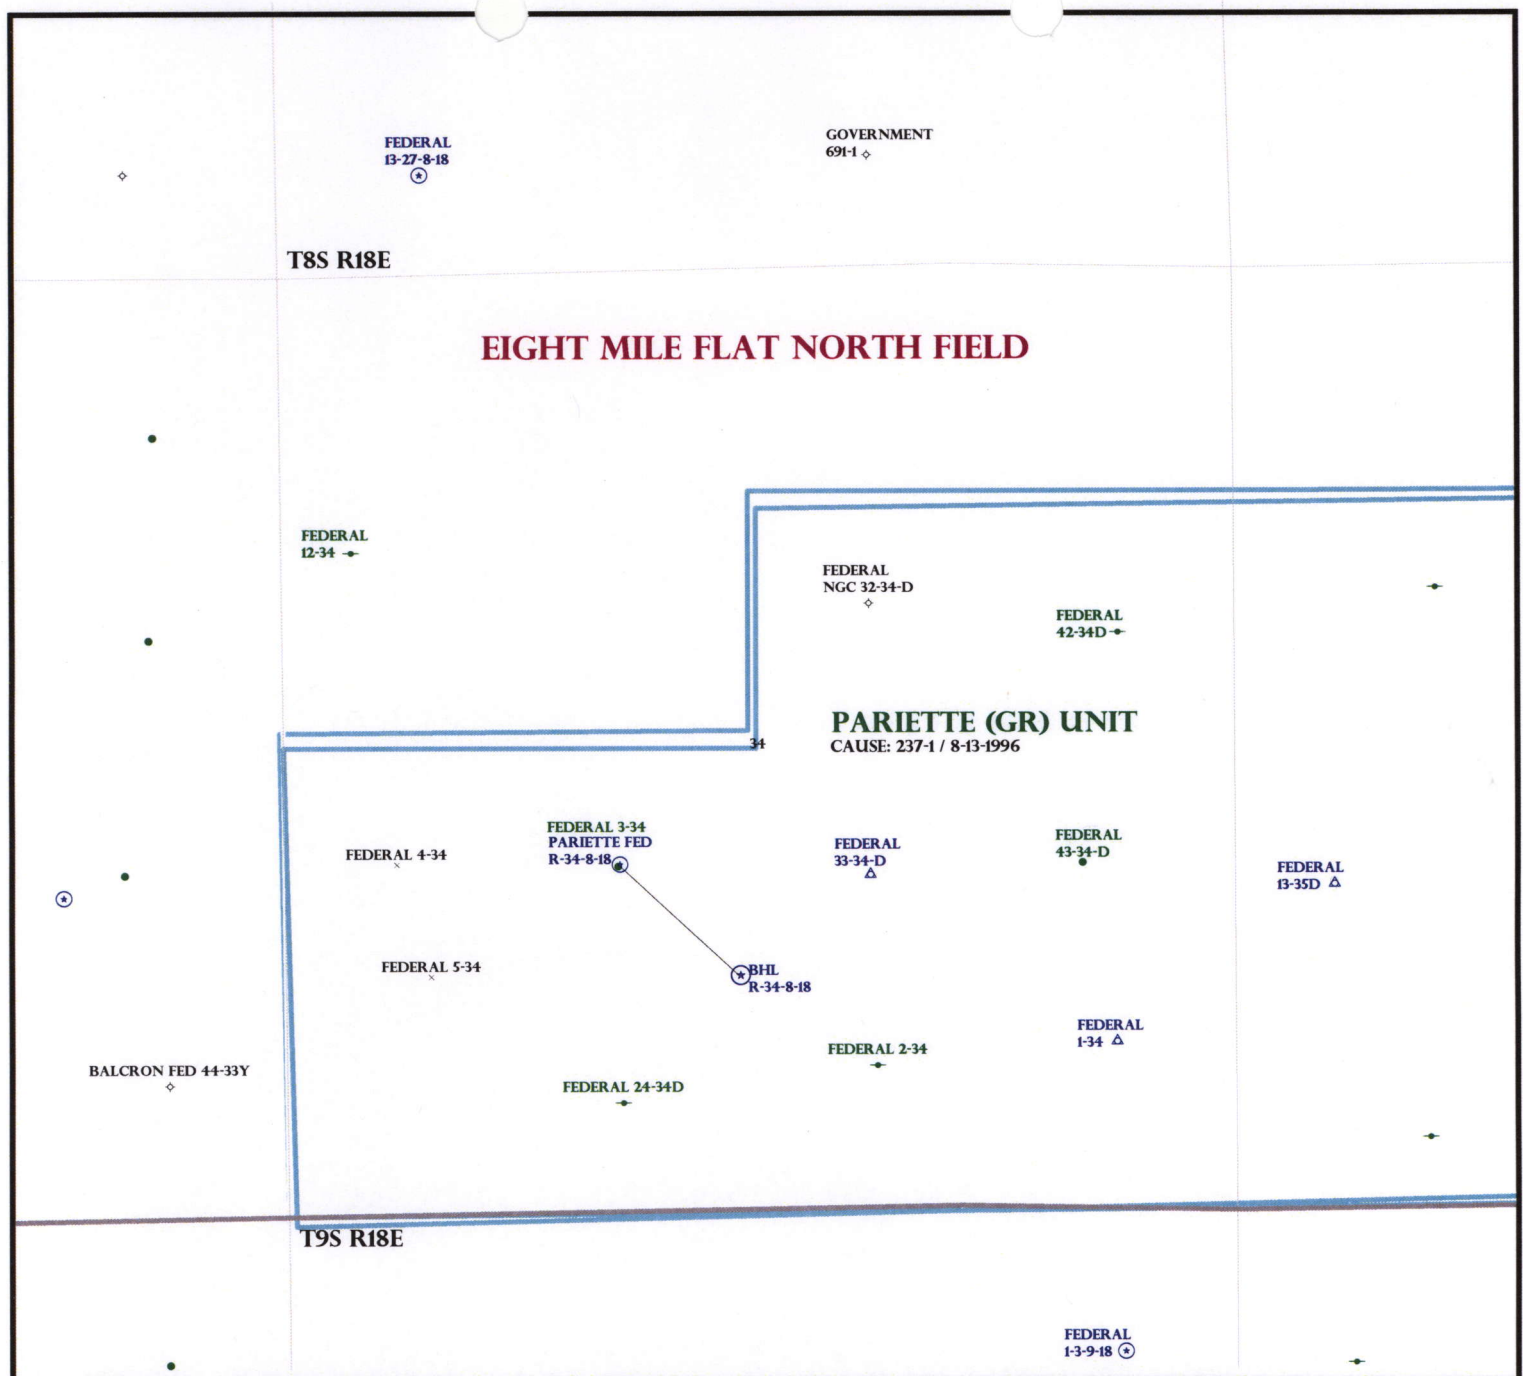 FEDERAL
13-27-8-18
GOVERNMENT
691-1
T8S R18E
EIGHT MILE FLAT NORTH FIELD
FEDERAL
12-34
FEDERAL
NGC 32-34-D
FEDERAL
42-34D
PARIETTE (GR) UNIT
CAUSE: 237-1 / 8-13-1996
34
FEDERAL 4-34
FEDERAL 3-34
PARIETTE FED
R-34-8-18
FEDERAL
33-34-D
FEDERAL
43-34-D
FEDERAL
13-35D
FEDERAL 5-34
BHL
R-34-8-18
FEDERAL
1-34
FEDERAL 2-34
BALCRON FED 44-33Y
FEDERAL 24-34D
T9S R18E
FEDERAL
1-3-9-18